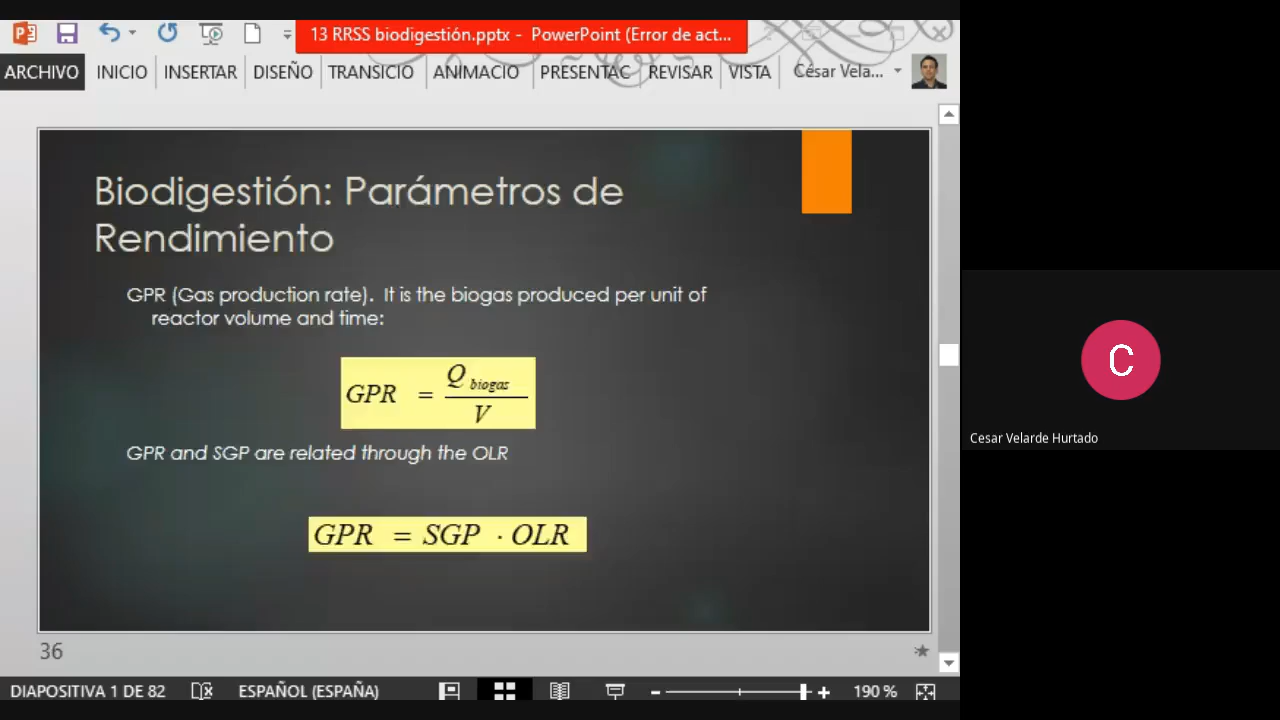 13 RRSS biodigestión.pptx - PowerPoint (Error de act...
ARCHIVO INICIO INSERTAR DISEÑO TRANSICIO ANIMACIO PRESENTAC REVISAR VISTA César Vela...
Biodigestión: Parámetros de
Rendimiento
GPR (Gas production rate). It is the biogas produced per unit of
reactor volume and time:
GPR = Q biogas / V
GPR and SGP are related through the OLR
GPR = SGP · OLR
36
DIAPOSITIVA 1 DE 82 ESPAÑOL (ESPAÑA) 190 %
C
Cesar Velarde Hurtado